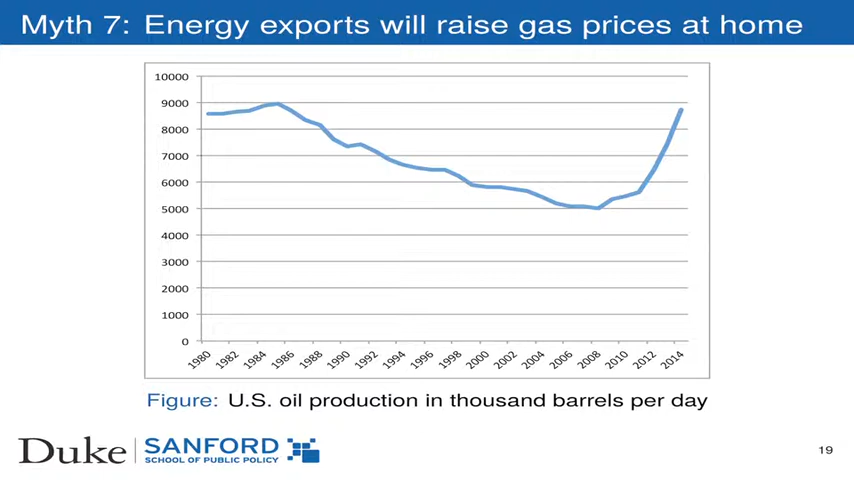 Myth 7: Energy exports will raise gas prices at home
10000
9000
8000
7000
6000
5000
4000
3000
2000
1000
0
1980 1982 1984 1986 1988 1990 1992 1994 1996 1998 2000 2002 2004 2006 2008 2010 2012 2014
Figure: U.S. oil production in thousand barrels per day
Duke SANFORD
SCHOOL OF PUBLIC POLICY
19